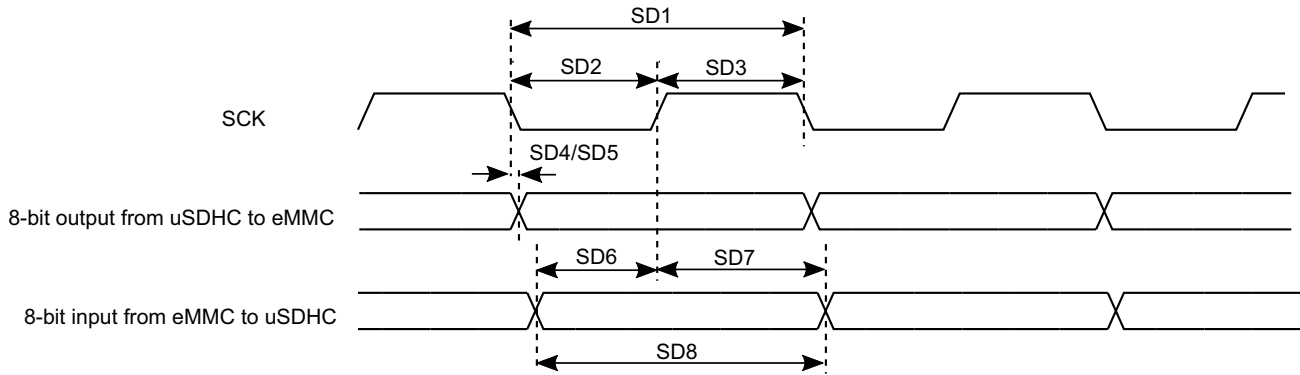 SD1
SD2 SD3
SCK
SD4/SD5
8-bit output from uSDHC to eMMC
SD6 SD7
8-bit input from eMMC to uSDHC
SD8